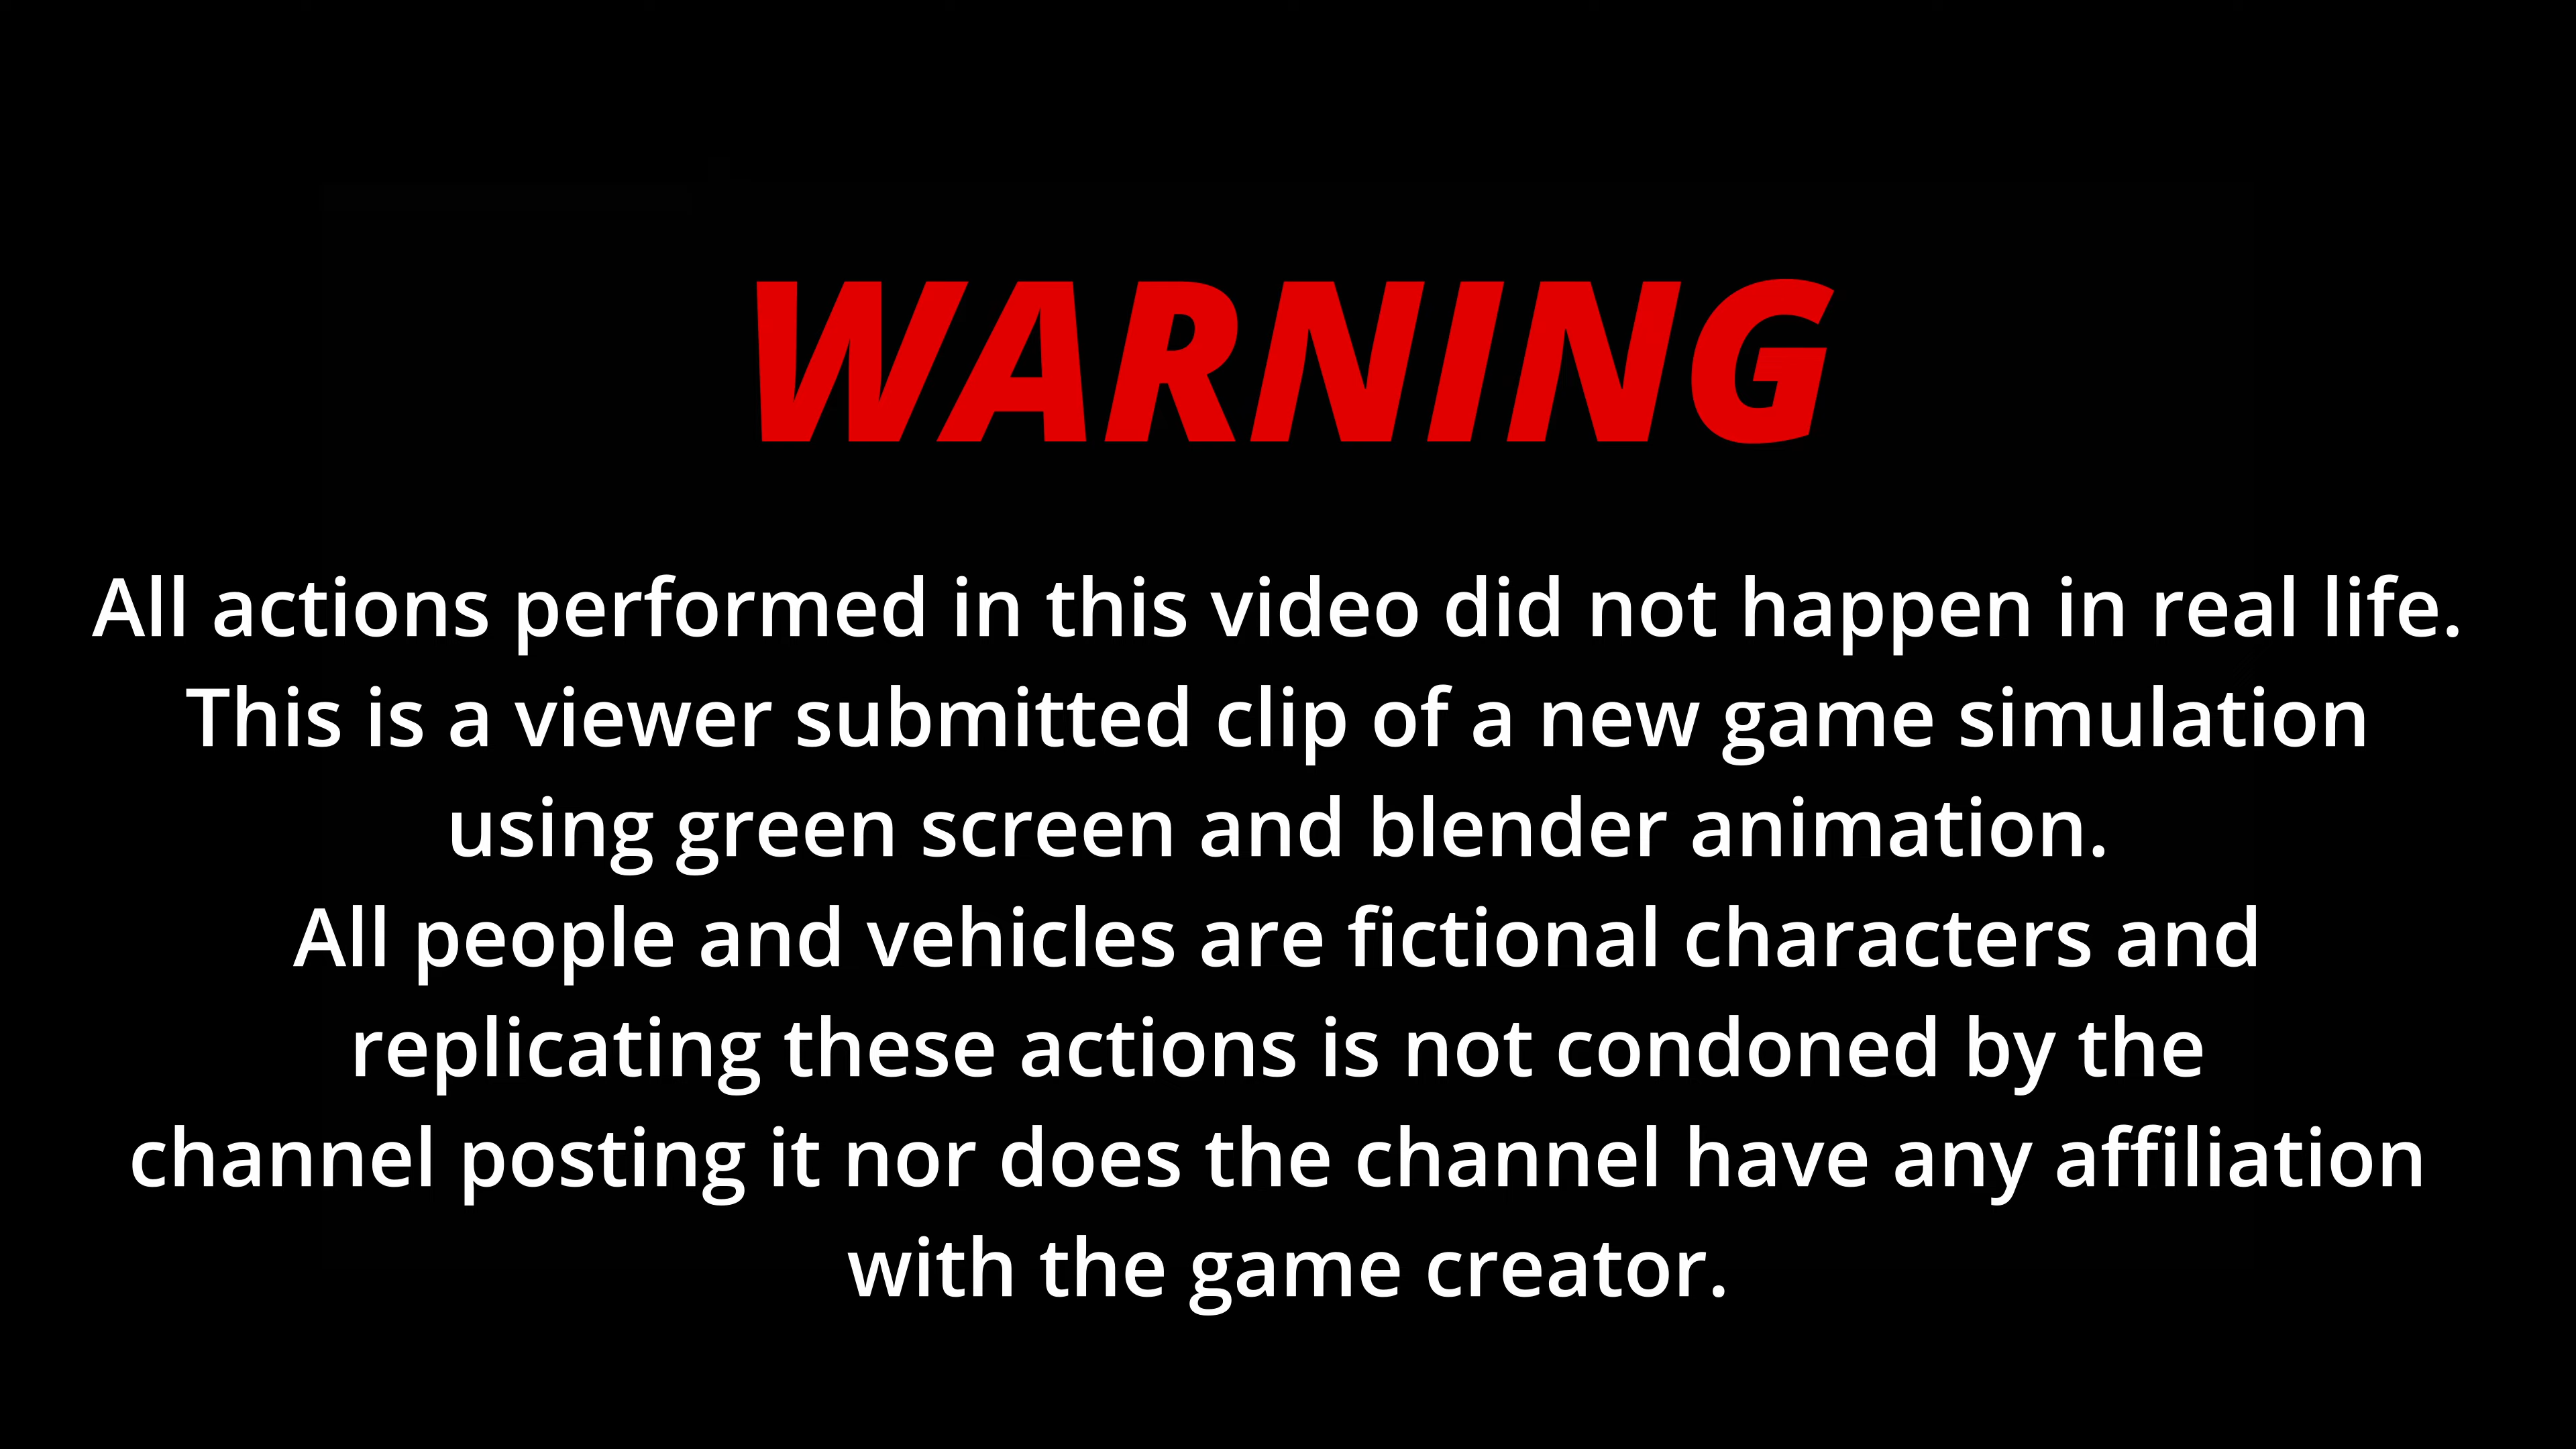 WARNING
All actions performed in this video did not happen in real life.
This is a viewer submitted clip of a new game simulation
using green screen and blender animation.
All people and vehicles are fictional characters and
replicating these actions is not condoned by the
channel posting it nor does the channel have any affiliation
with the game creator.